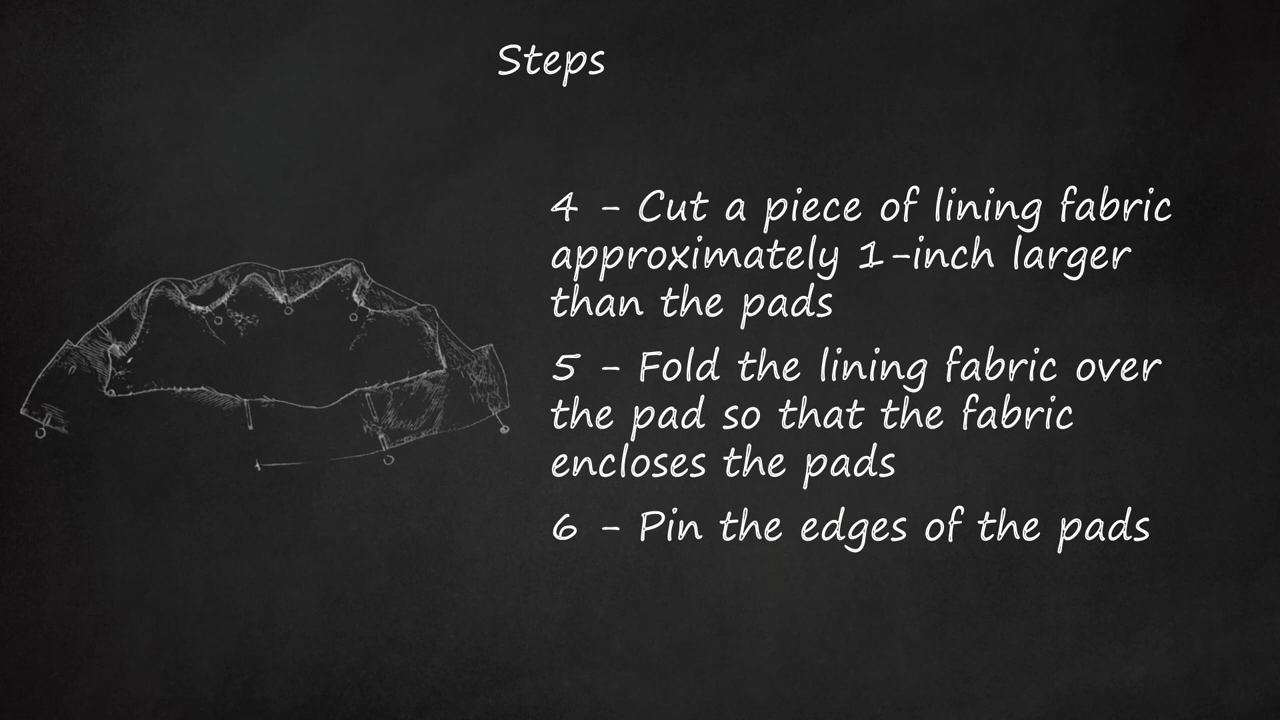 Steps
4 - Cut a piece of lining fabric
approximately 1-inch larger
than the pads
5 - Fold the lining fabric over
the pad so that the fabric
encloses the pads
6 - Pin the edges of the pads